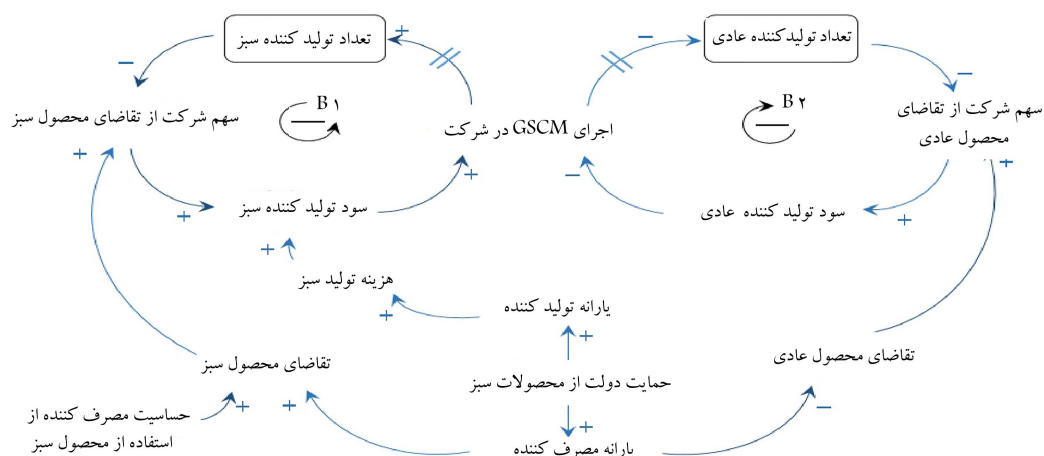 تعداد تولیدکننده عادی
تعداد تولید کننده سبز
−
+
−
+
−
−
B ۲
B ۱
سهم شرکت از تقاضای
محصول عادی
اجرای GSCM در شرکت
سهم شرکت از تقاضای محصول سبز
+
−
+
+
+
+
سود تولید کننده عادی
سود تولید کننده سبز
+
هزینه تولید سبز
یارانه تولید کننده
+
+
تقاضای محصول عادی
تقاضای محصول سبز
حمایت دولت از محصولات سبز
−
+
+
+
حساسیت مصرف کننده از
استفاده از محصول سبز
یارانه مصرف کننده